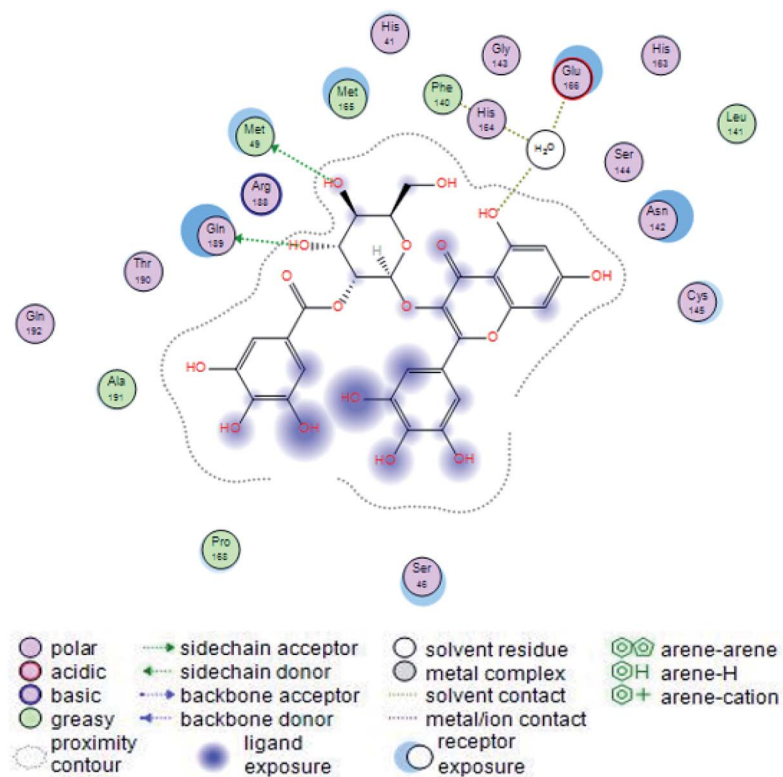 His
41
Gly
143
His
163
Glu
166
Phe
140
Met
165
His
164
Leu
141
Met
49
H₂O
Ser
144
Arg
188
HO
OH
HO
Asn
142
Gln
189
HO
H
O
O
OH
Thr
190
O
Cys
145
Gln
192
O
O
O
HO
HO
Ala
191
HO
OH
HO
OH
Pro
168
Ser
46
polar
sidechain acceptor
solvent residue
arene-arene
acidic
sidechain donor
metal complex
H
arene-H
basic
backbone acceptor
solvent contact
+
arene-cation
greasy
backbone donor
metal/ion contact
proximity
contour
ligand
exposure
receptor
exposure